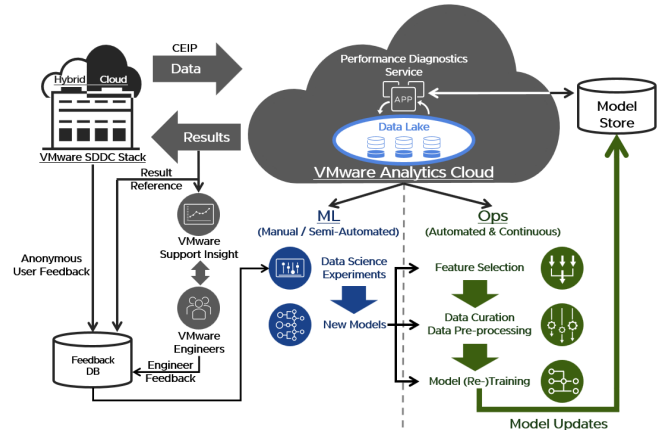 CEIP
Data
Hybrid Cloud
VMware SDDC Stack
Results
Performance Diagnostics
Service
APP
Data Lake
VMware Analytics Cloud
Model
Store
Result
Reference
VMware
Support Insight
Anonymous
User Feedback
VMware
Engineers
Engineer
Feedback
Feedback
DB
ML
(Manual / Semi-Automated)
Data Science
Experiments
New Models
Ops
(Automated & Continuous)
Feature Selection
Data Curation
Data Pre-processing
Model (Re-)Training
Model Updates